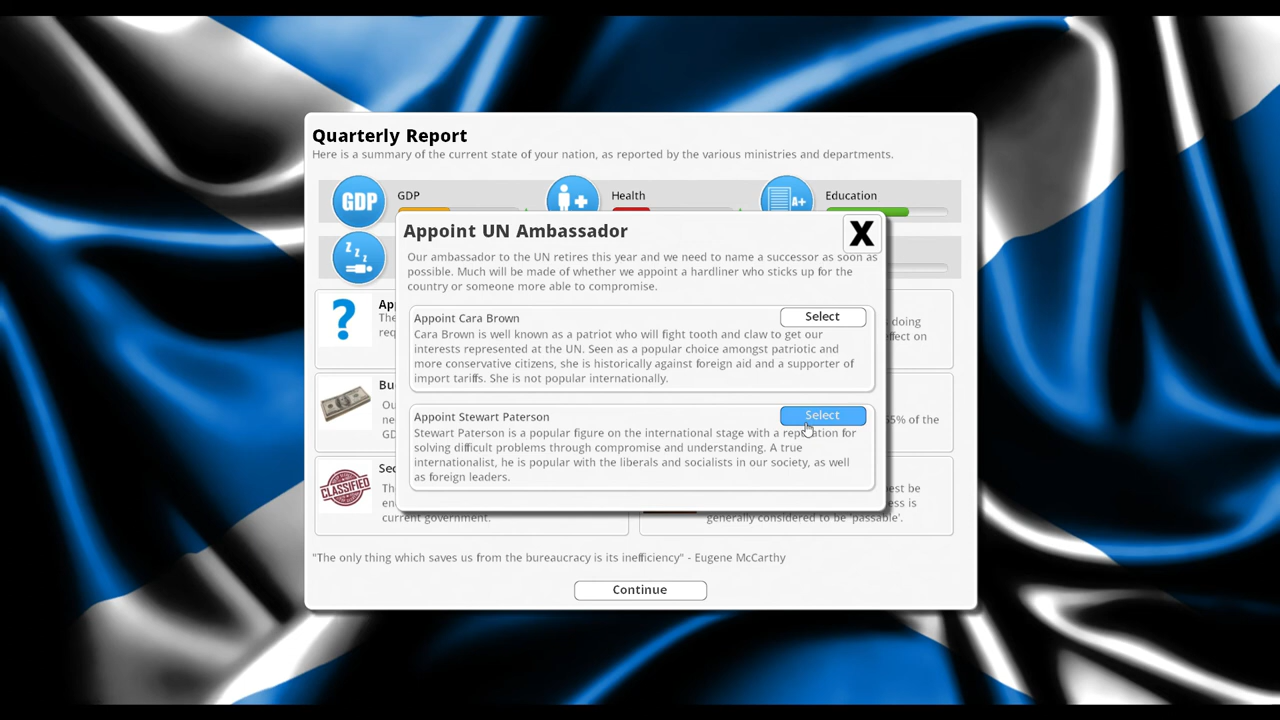 Quarterly Report
Here is a summary of the current state of your nation, as reported by the various ministries and departments.
GDP
GDP
Health
A+
Education
Appoint UN Ambassador
X
Our ambassador to the UN retires this year and we need to name a successor as soon as
possible. Much will be made of whether we appoint a hardliner who sticks up for the
country or someone more able to compromise.
Appoint Cara Brown
Select
Cara Brown is well known as a patriot who will fight tooth and claw to get our
interests represented at the UN. Seen as a popular choice amongst patriotic and
more conservative citizens, she is historically against foreign aid and a supporter of
import tariffs. She is not popular internationally.
Appoint Stewart Paterson
Select
Stewart Paterson is a popular figure on the international stage with a reputation for
solving difficult problems through compromise and understanding. A true
internationalist, he is popular with the liberals and socialists in our society, as well
as foreign leaders.
zzz
?
doing
effect on
of the
CLASSIFIED
current government.
generally considered to be 'passable'.
"The only thing which saves us from the bureaucracy is its inefficiency" - Eugene McCarthy
Continue